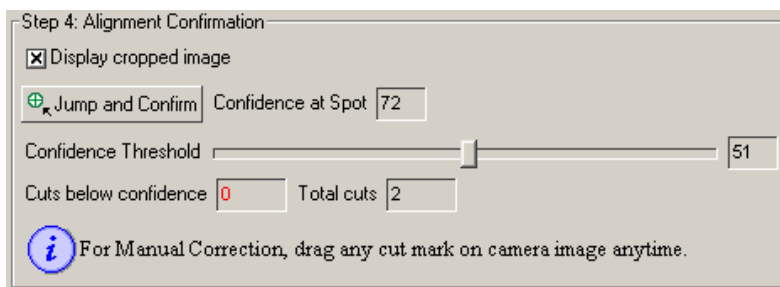 Step 4: Alignment Confirmation
Display cropped image
Jump and Confirm Confidence at Spot 72
Confidence Threshold 51
Cuts below confidence 0 Total cuts 2
i For Manual Correction, drag any cut mark on camera image anytime.